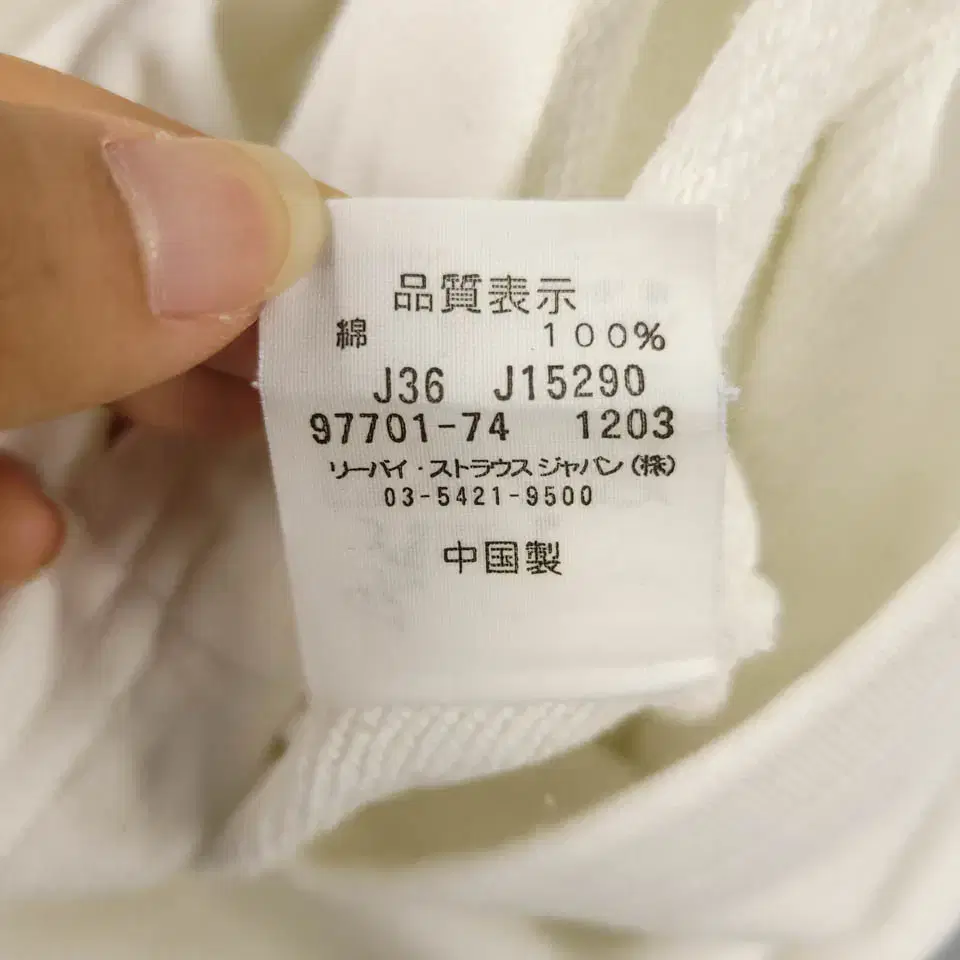 品質表示
綿 100%
J36 J15290
97701-74 1203
リーバイ・ストラウス ジャパン(株)
03-5421-9500
中国製